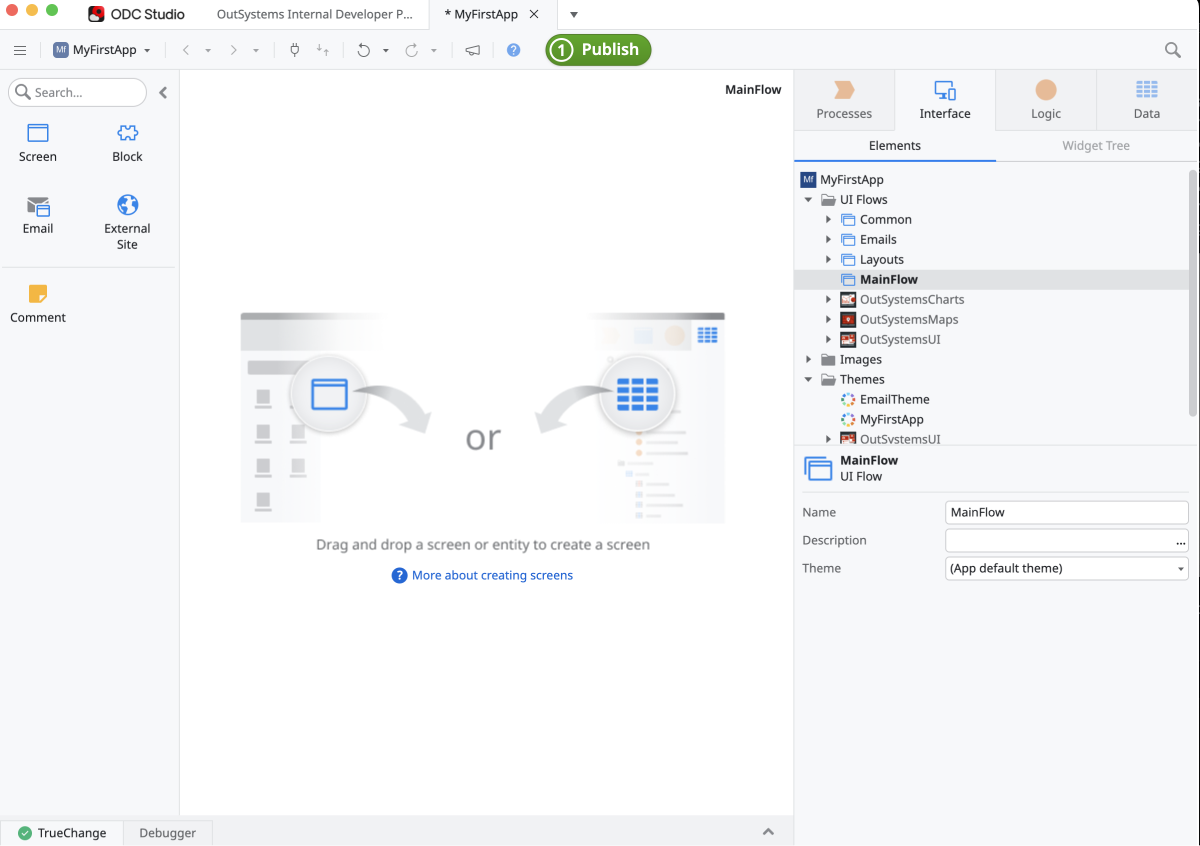 ODC Studio
OutSystems Internal Developer P...
* MyFirstApp
Mf MyFirstApp
1 Publish
Search...
Screen
Block
Email
External
Site
Comment
MainFlow
or
Drag and drop a screen or entity to create a screen
? More about creating screens
Processes
Interface
Logic
Data
Elements
Widget Tree
Mf MyFirstApp
UI Flows
Common
Emails
Layouts
MainFlow
OutSystemsCharts
OutSystemsMaps
OutSystemsUI
Images
Themes
EmailTheme
MyFirstApp
OutSystemsUI
MainFlow
UI Flow
Name
MainFlow
Description
...
Theme
(App default theme)
TrueChange
Debugger